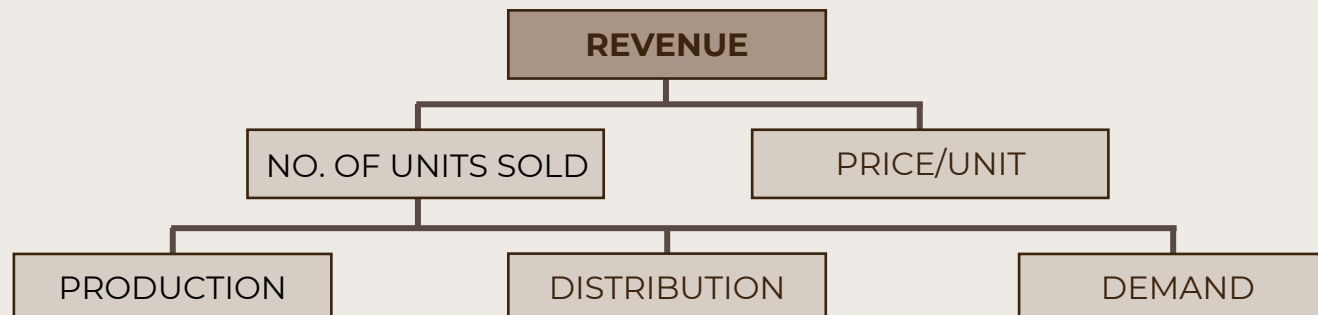 REVENUE
NO. OF UNITS SOLD
PRICE/UNIT
PRODUCTION
DISTRIBUTION
DEMAND